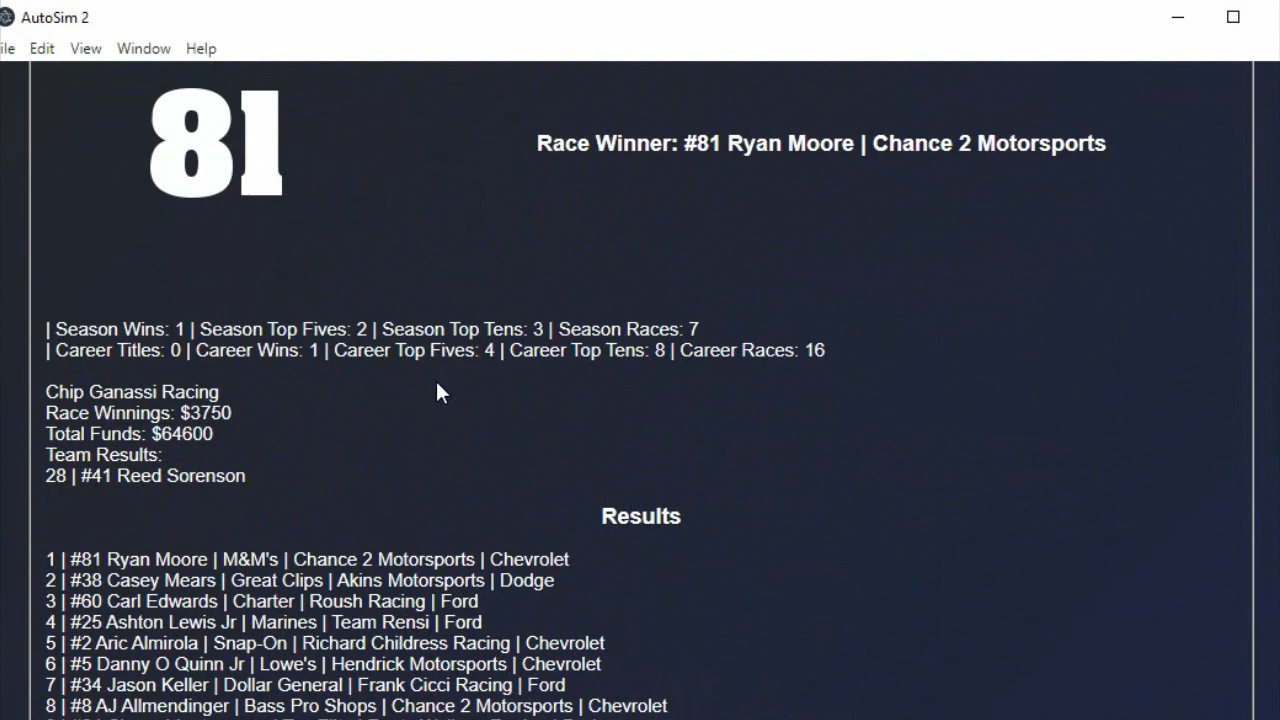 AutoSim 2
ile Edit View Window Help
81
Race Winner: #81 Ryan Moore | Chance 2 Motorsports
| Season Wins: 1 | Season Top Fives: 2 | Season Top Tens: 3 | Season Races: 7
| Career Titles: 0 | Career Wins: 1 | Career Top Fives: 4 | Career Top Tens: 8 | Career Races: 16
Chip Ganassi Racing
Race Winnings: $3750
Total Funds: $64600
Team Results:
28 | #41 Reed Sorenson
Results
1 | #81 Ryan Moore | M&M's | Chance 2 Motorsports | Chevrolet
2 | #38 Casey Mears | Great Clips | Akins Motorsports | Dodge
3 | #60 Carl Edwards | Charter | Roush Racing | Ford
4 | #25 Ashton Lewis Jr | Marines | Team Rensi | Ford
5 | #2 Aric Almirola | Snap-On | Richard Childress Racing | Chevrolet
6 | #5 Danny O Quinn Jr | Lowe's | Hendrick Motorsports | Chevrolet
7 | #34 Jason Keller | Dollar General | Frank Cicci Racing | Ford
8 | #8 AJ Allmendinger | Bass Pro Shops | Chance 2 Motorsports | Chevrolet